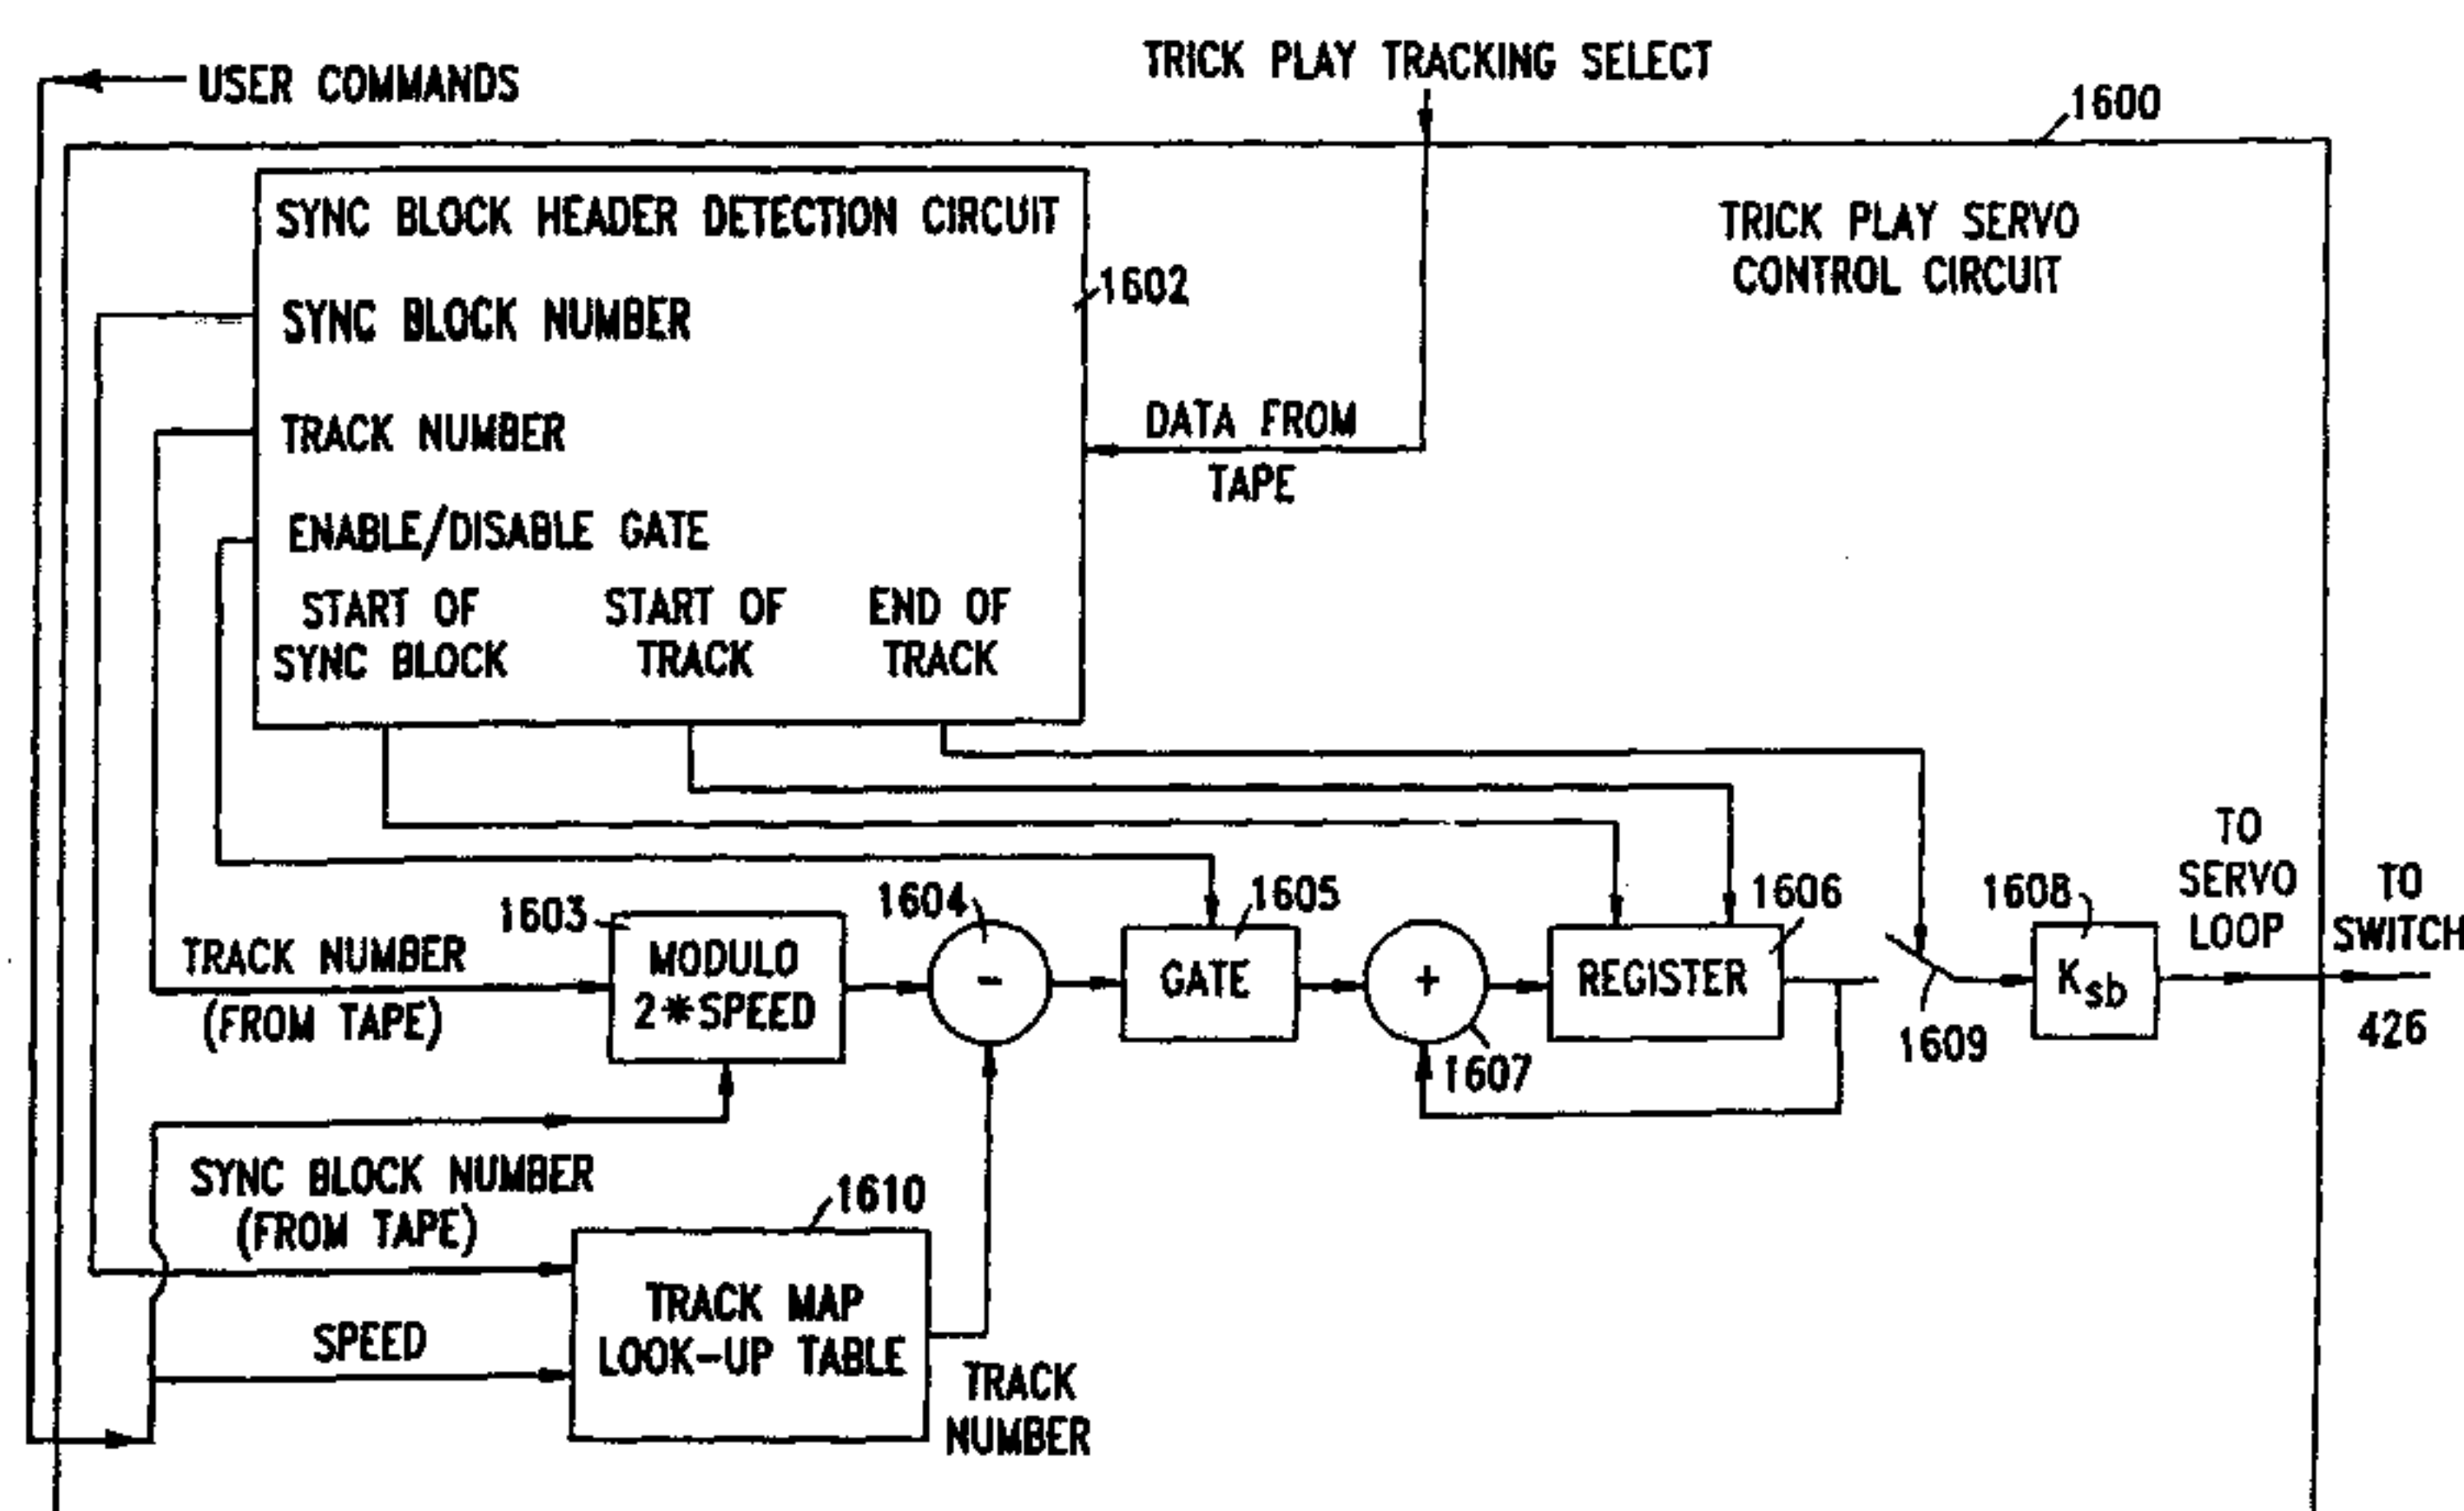 USER COMMANDS
TRICK PLAY TRACKING SELECT
1600
SYNC BLOCK HEADER DETECTION CIRCUIT
TRICK PLAY SERVO
CONTROL CIRCUIT
1602
SYNC BLOCK NUMBER
TRACK NUMBER
DATA FROM
TAPE
ENABLE/DISABLE GATE
START OF
SYNC BLOCK
START OF
TRACK
END OF
TRACK
1603
MODULO
2*SPEED
1604
-
1605
GATE
+
1607
1606
REGISTER
1609
1608
Ksb
TO
SERVO
LOOP
TO
SWITCH
426
TRACK NUMBER
(FROM TAPE)
SYNC BLOCK NUMBER
(FROM TAPE)
1610
TRACK MAP
LOOK-UP TABLE
SPEED
TRACK
NUMBER